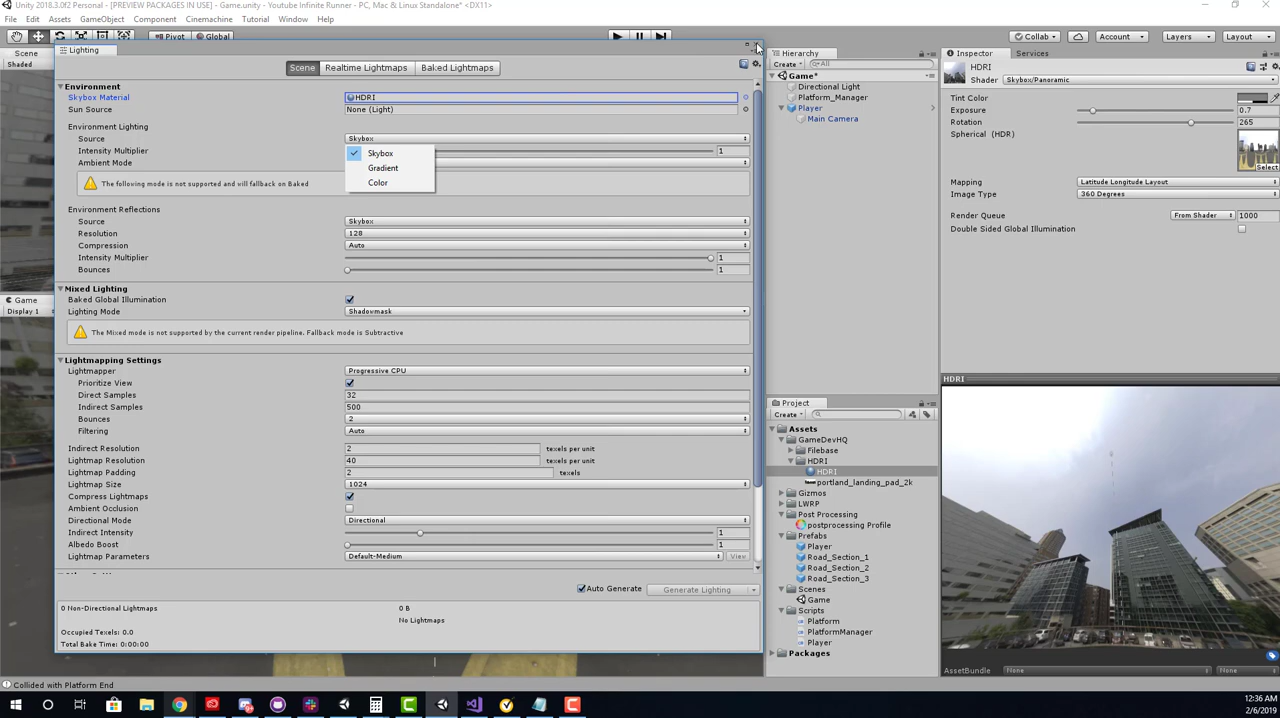 Unity 2018.3.0f2 Personal - [PREVIEW PACKAGES IN USE] - Game.unity - Youtube Infinite Runner - PC, Mac & Linux Standalone* <DX11>
File Edit Assets GameObject Component Cinemachine Tutorial Window Help
Pivot Global Collab Account Layers Layout
Scene
Shaded
Game
Display 1
Lighting
Scene Realtime Lightmaps Baked Lightmaps
Environment
Skybox Material HDRI
Sun Source None (Light)
Environment Lighting
Source Skybox
Intensity Multiplier 1
Ambient Mode
Skybox
Gradient
Color
The following mode is not supported and will fallback on Baked
Environment Reflections
Source Skybox
Resolution 128
Compression Auto
Intensity Multiplier 1
Bounces 1
Mixed Lighting
Baked Global Illumination
Lighting Mode Shadowmask
The Mixed mode is not supported by the current render pipeline. Fallback mode is Subtractive
Lightmapping Settings
Lightmapper Progressive CPU
Prioritize View
Direct Samples 32
Indirect Samples 500
Bounces 2
Filtering Auto
Indirect Resolution 2 texels per unit
Lightmap Resolution 40 texels per unit
Lightmap Padding 2 texels
Lightmap Size 1024
Compress Lightmaps
Ambient Occlusion
Directional Mode Directional
Indirect Intensity 1
Albedo Boost 1
Lightmap Parameters Default-Medium View
Auto Generate Generate Lighting
0 Non-Directional Lightmaps 0 B
No Lightmaps
Occupied Texels: 0.0
Total Bake Time: 0:00:00
Collided with Platform End
Hierarchy
Create All
Game*
Directional Light
Platform_Manager
Player
Main Camera
Project
Create
Assets
GameDevHQ
Filebase
HDRI
HDRI
portland_landing_pad_2k
Gizmos
LWRP
Post Processing
postprocessing Profile
Prefabs
Player
Road_Section_1
Road_Section_2
Road_Section_3
Scenes
Game
Scripts
Platform
PlatformManager
Player
Packages
Inspector Services
HDRI
Shader Skybox/Panoramic
Tint Color
Exposure 0.7
Rotation 265
Spherical (HDR)
Select
Mapping Latitude Longitude Layout
Image Type 360 Degrees
Render Queue From Shader 1000
Double Sided Global Illumination
HDRI
AssetBundle None None
12:36 AM
2/6/2019